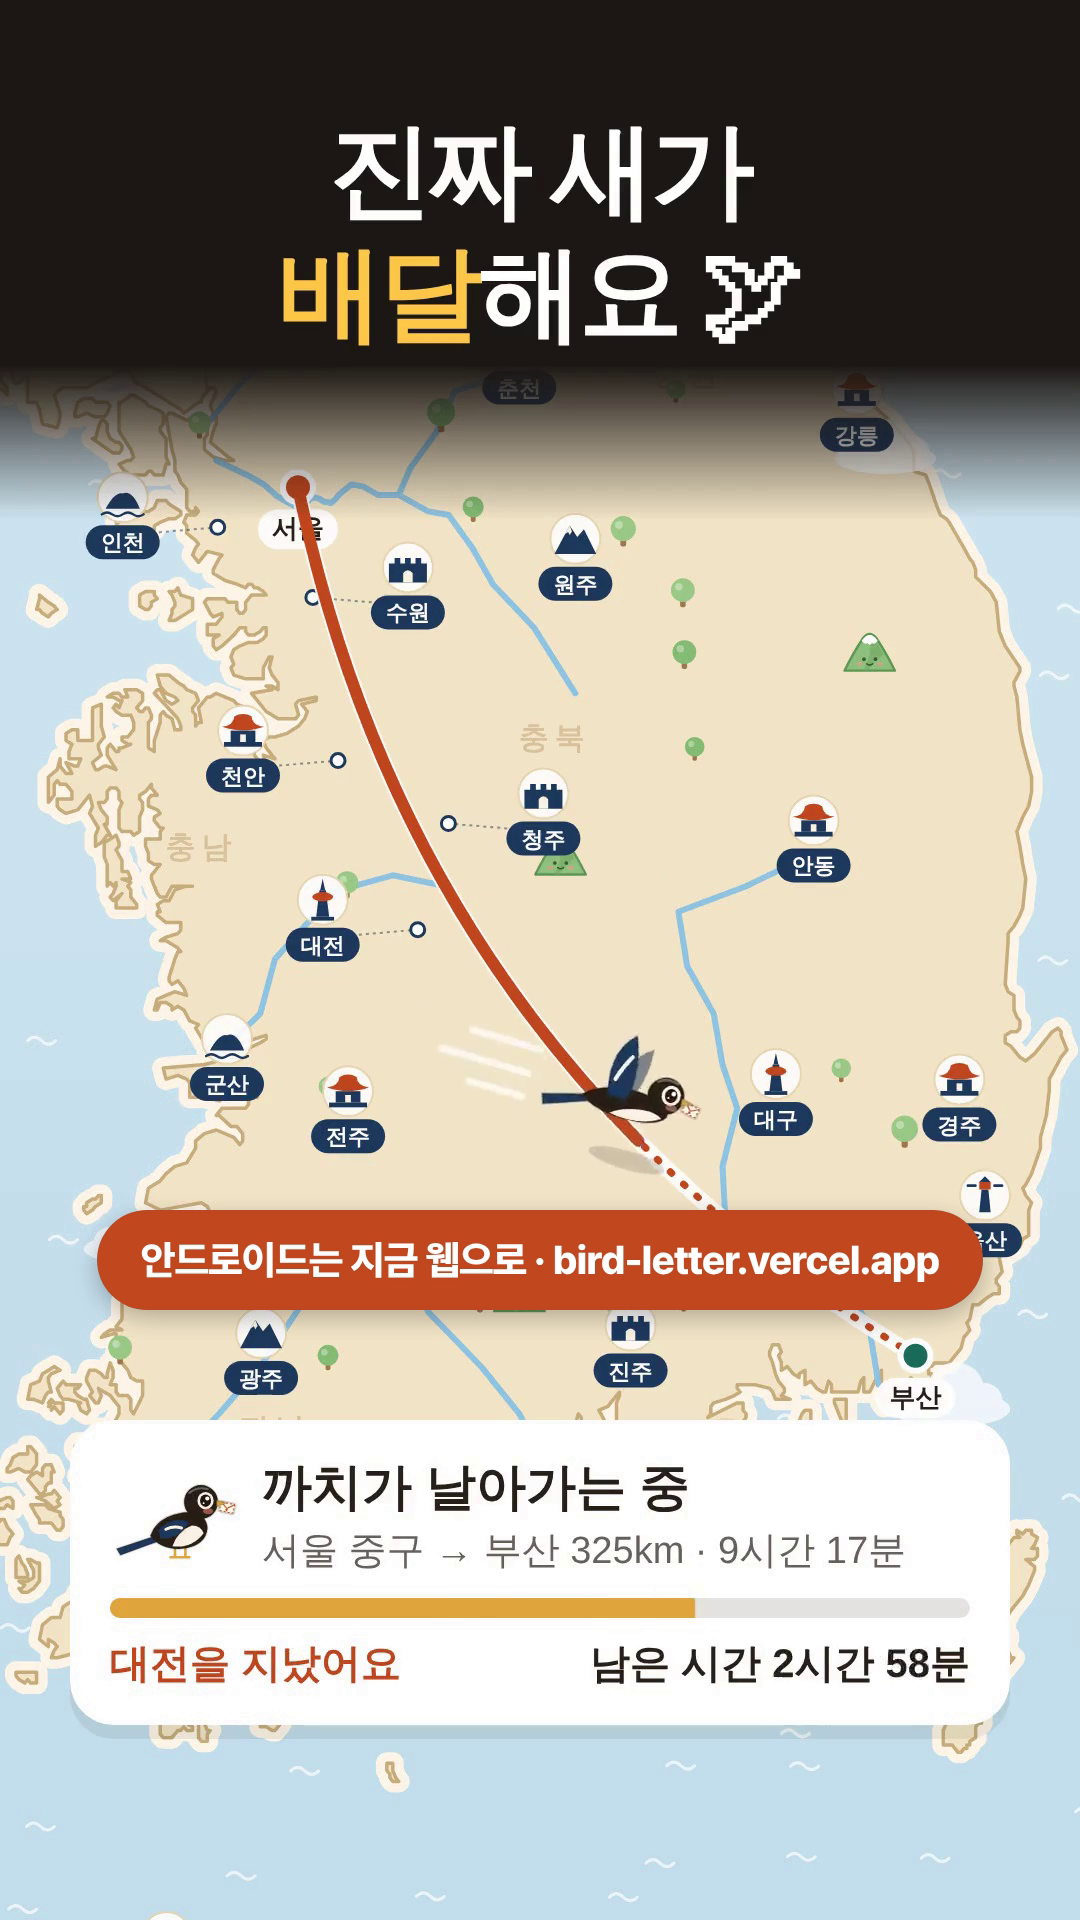 진짜 새가
배달해요
춘천
강릉
인천
서울
수원
원주
충북
천안
청주
충남
안동
대전
군산
전주
대구
경주
안드로이드는 지금 웹으로 · bird-letter.vercel.app
광주
진주
부산
까치가 날아가는 중
서울 중구 → 부산 325km · 9시간 17분
대전을 지났어요
남은 시간 2시간 58분